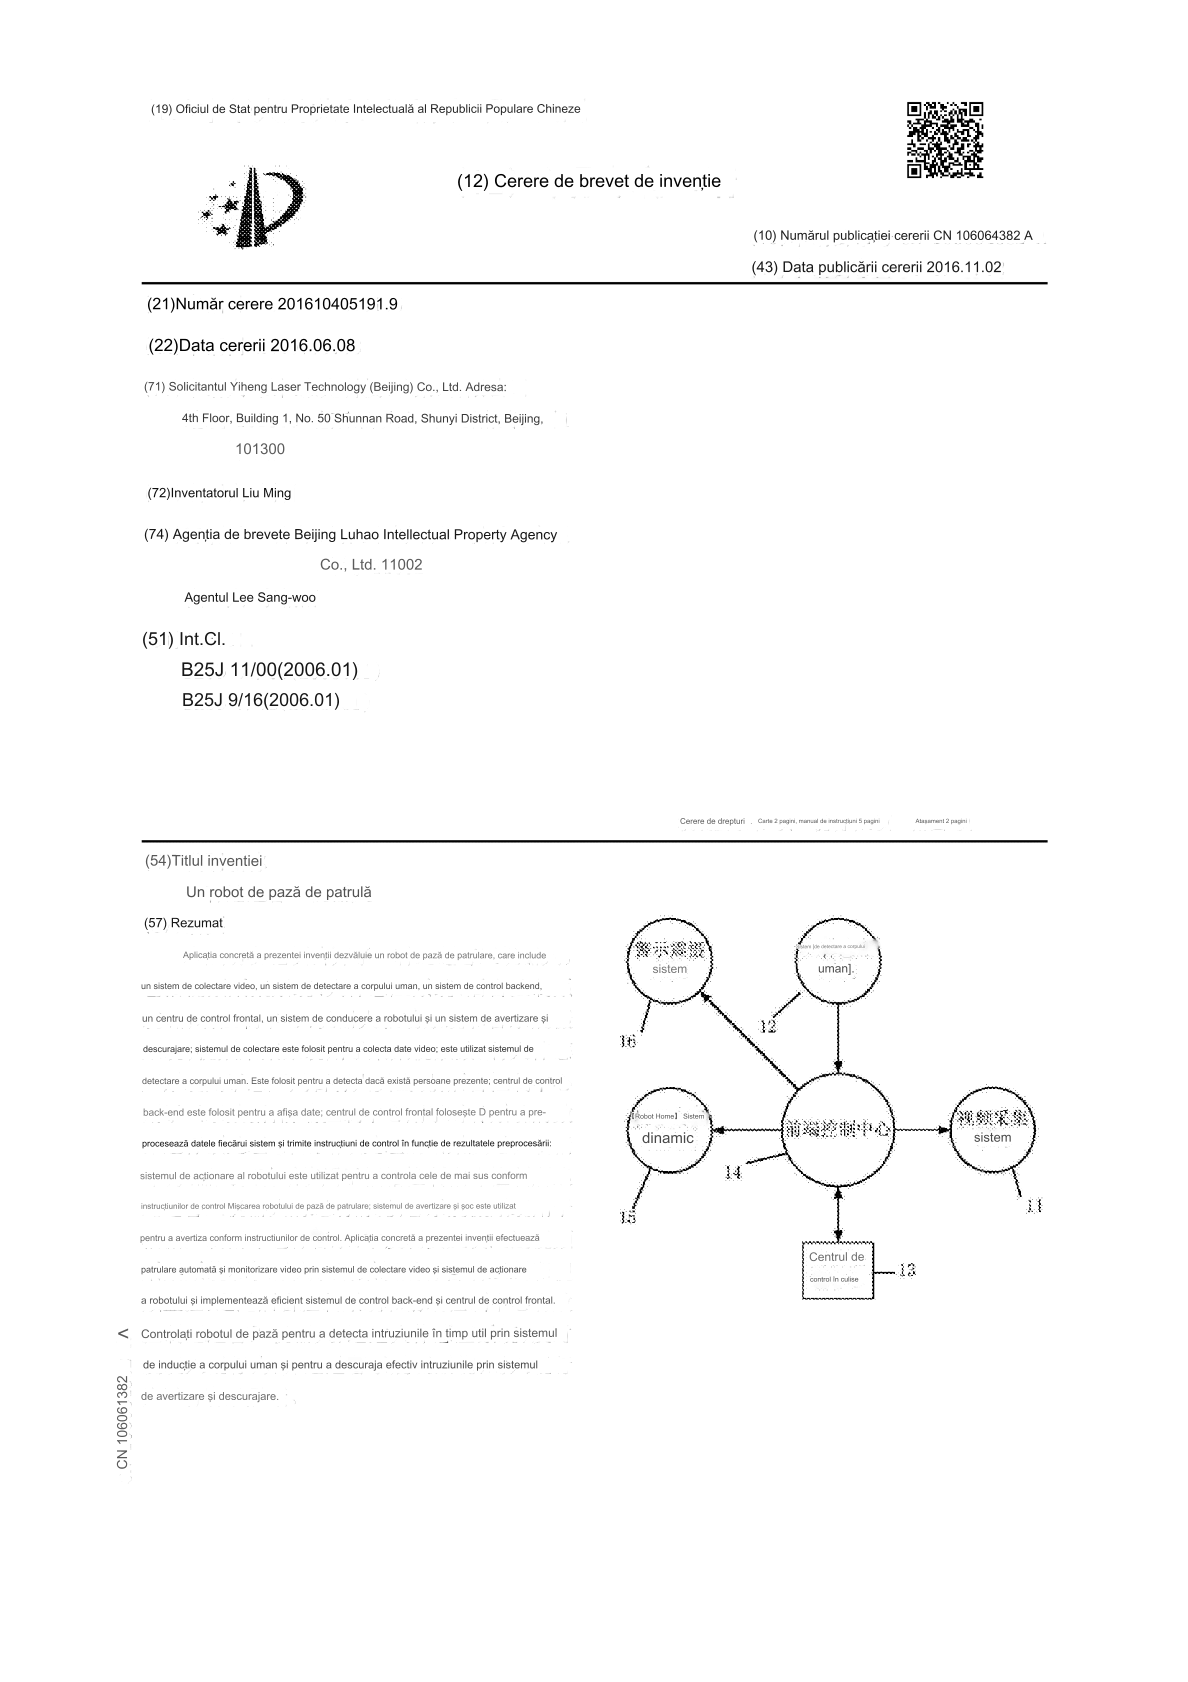 (19) Oficiul de Stat pentru Proprietate Intelectuală al Republicii Populare Chineze
(12) Cerere de brevet de invenție
(10) Numărul publicației cererii CN 106064382 A
(43) Data publicării cererii 2016.11.02
(21)Număr cerere 201610405191.9
(22)Data cererii 2016.06.08
(71) Solicitantul Yiheng Laser Technology (Beijing) Co., Ltd. Adresa:
4th Floor, Building 1, No. 50 Shunnan Road, Shunyi District, Beijing,
101300
(72)Inventatorul Liu Ming
(74) Agenția de brevete Beijing Luhao Intellectual Property Agency
Co., Ltd. 11002
Agentul Lee Sang-woo
(51) Int.Cl.
B25J 11/00(2006.01)
B25J 9/16(2006.01)
Cerere de drepturi Carte 2 pagini, manual de instrucțiuni 5 pagini Atașament 2 pagini
(54)Titlul inventiei
Un robot de pază de patrulă
(57) Rezumat
Aplicația concretă a prezentei invenții dezvăluie un robot de pază de patrulare, care include
un sistem de colectare video, un sistem de detectare a corpului uman, un sistem de control backend,
un centru de control frontal, un sistem de conducere a robotului și un sistem de avertizare și
descurajare; sistemul de colectare este folosit pentru a colecta date video; este utilizat sistemul de
detectare a corpului uman. Este folosit pentru a detecta dacă există persoane prezente; centrul de control
back-end este folosit pentru a afișa date; centrul de control frontal folosește D pentru a pre-
procesează datele fiecărui sistem și trimite instrucțiuni de control în funcție de rezultatele preprocesării;
sistemul de acționare al robotului este utilizat pentru a controla cele de mai sus conform
instrucțiunilor de control Mișcarea robotului de pază de patrulare; sistemul de avertizare și șoc este utilizat
pentru a avertiza conform instructiunilor de control. Aplicația concretă a prezentei invenții efectuează
patrulare automată și monitorizare video prin sistemul de colectare video și sistemul de acționare
a robotului și implementează eficient sistemul de control back-end și centrul de control frontal.
Controlați robotul de pază pentru a detecta intruziunile în timp util prin sistemul
de inducție a corpului uman și pentru a descuraja efectiv intruziunile prin sistemul
de avertizare și descurajare.
警示震慑
sistem
16
[de detectare a corpului
uman].
12
【Robot Home】 Sistem
dinamic
15
前端控制中心
14
视频采集
sistem
11
Centrul de
control în culise
13
CN 106061382
<